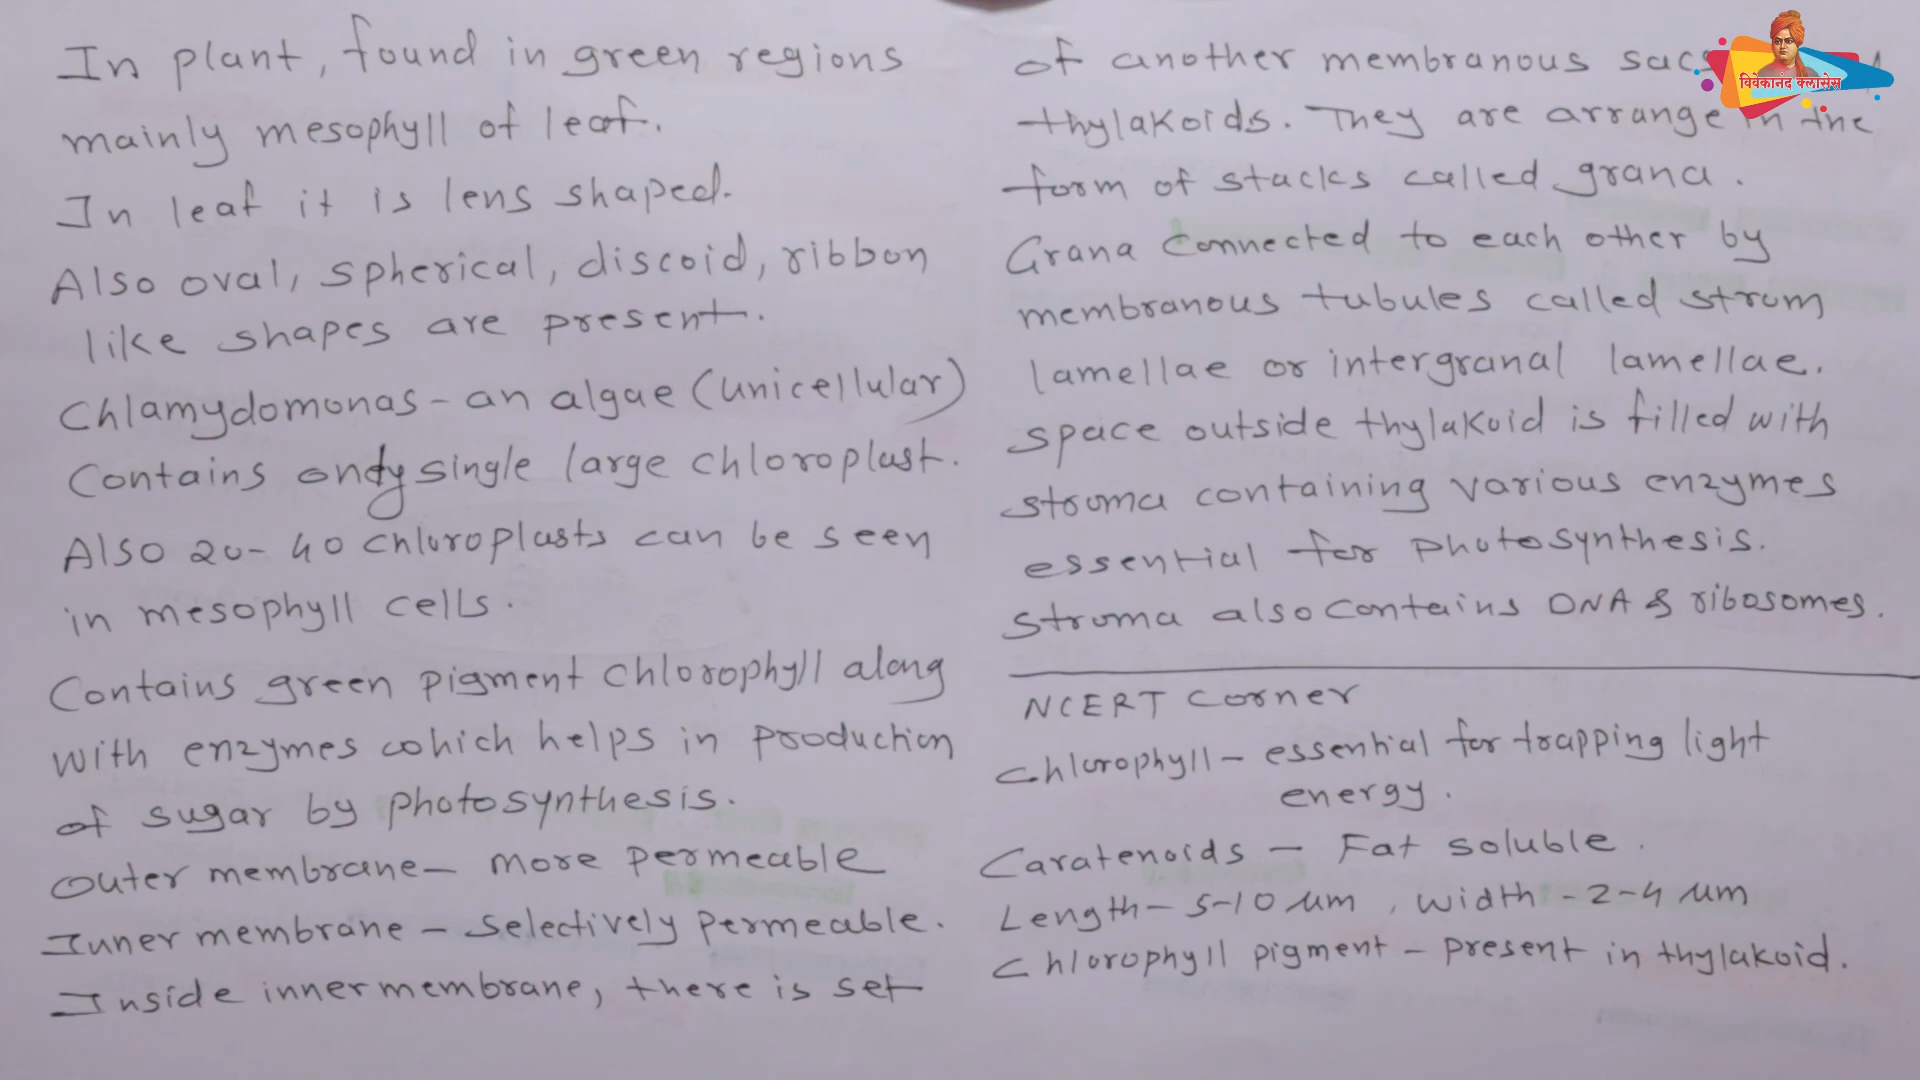 In plant, found in green regions
mainly mesophyll of leaf.
In leaf it is lens shaped.
Also oval, spherical, discoid, ribbon
like shapes are present.
Chlamydomonas - an algae (unicellular)
Contains only single large chloroplast.
Also 20-40 chloroplasts can be seen
in mesophyll cells.
Contains green pigment chlorophyll along
with enzymes which helps in production
of sugar by photosynthesis.
Outer membrane - more permeable
Inner membrane - selectively permeable.
Inside inner membrane, there is set
of another membranous sacs
thylakoids. They are arrange in the
form of stacks called grana.
Grana connected to each other by
membranous tubules called strom
lamellae or intergranal lamellae.
space outside thylakoid is filled with
stroma containing various enzymes
essential for photosynthesis.
stroma also contains DNA & ribosomes.
NCERT Corner
Chlorophyll - essential for trapping light
energy.
Caratenoids - Fat soluble.
Length - 5-10 μm, width - 2-4 μm
Chlorophyll pigment - present in thylakoid.
विवेकानंद क्लासेस